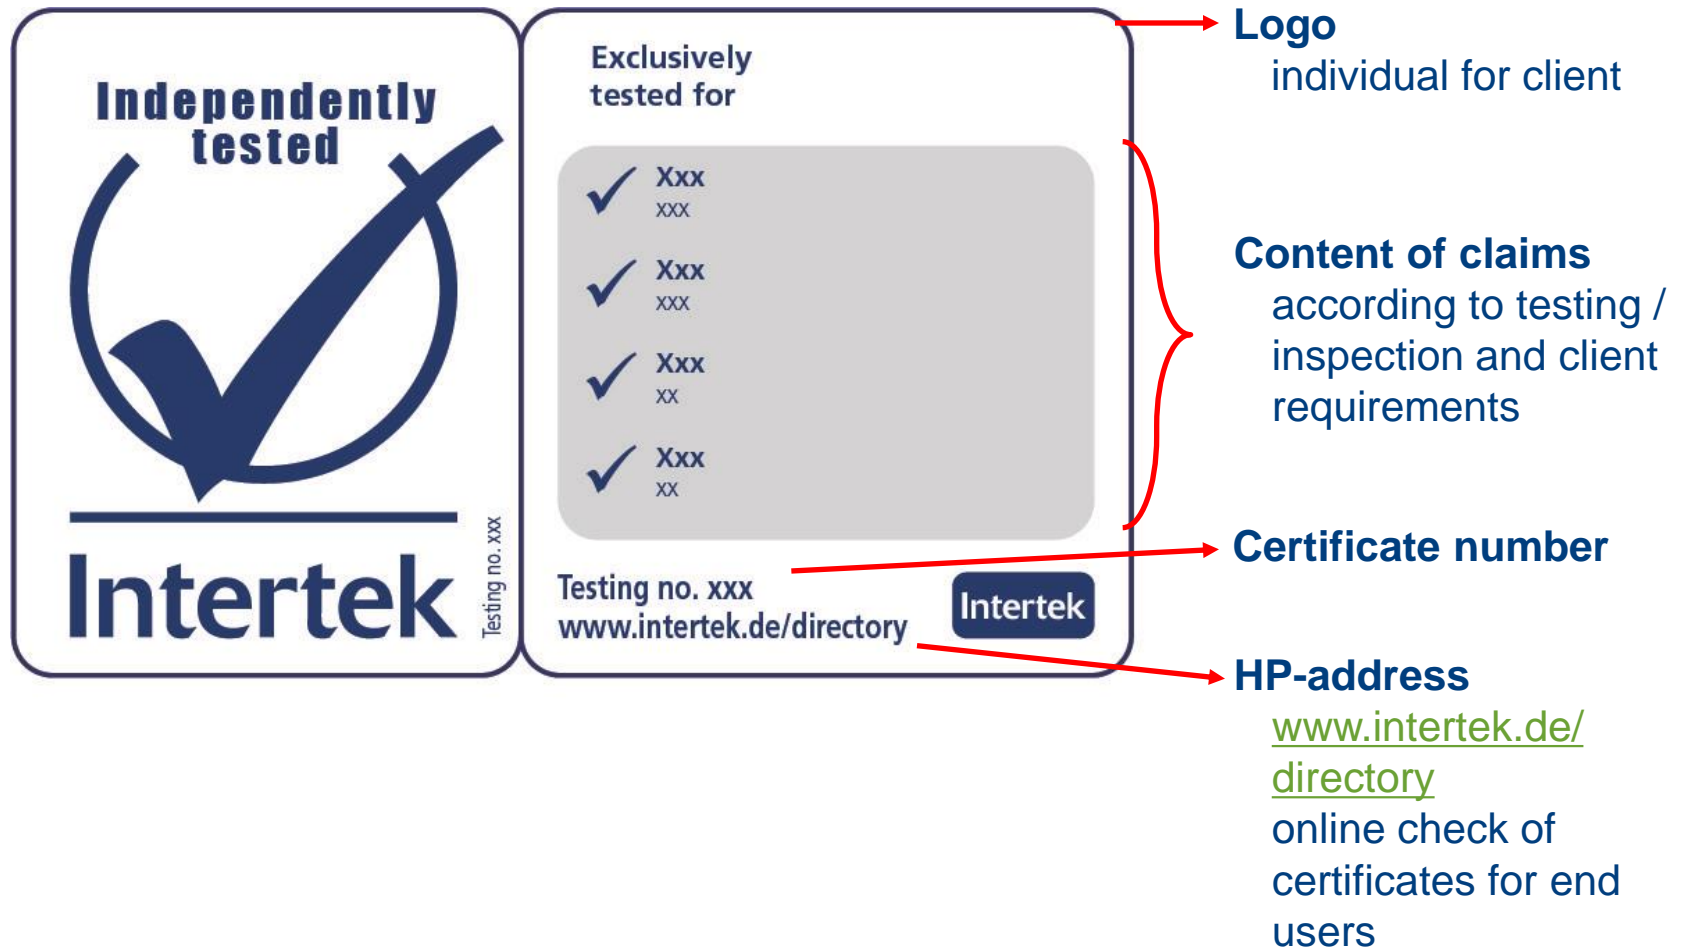 Independently
tested
Intertek
Testing no. xxx
Exclusively
tested for
Xxx
xxx
Xxx
xxx
Xxx
xx
Xxx
xx
Testing no. xxx
www.intertek.de/directory
Intertek
Logo
individual for client
Content of claims
according to testing /
inspection and client
requirements
Certificate number
HP-address
www.intertek.de/
directory
online check of
certificates for end
users